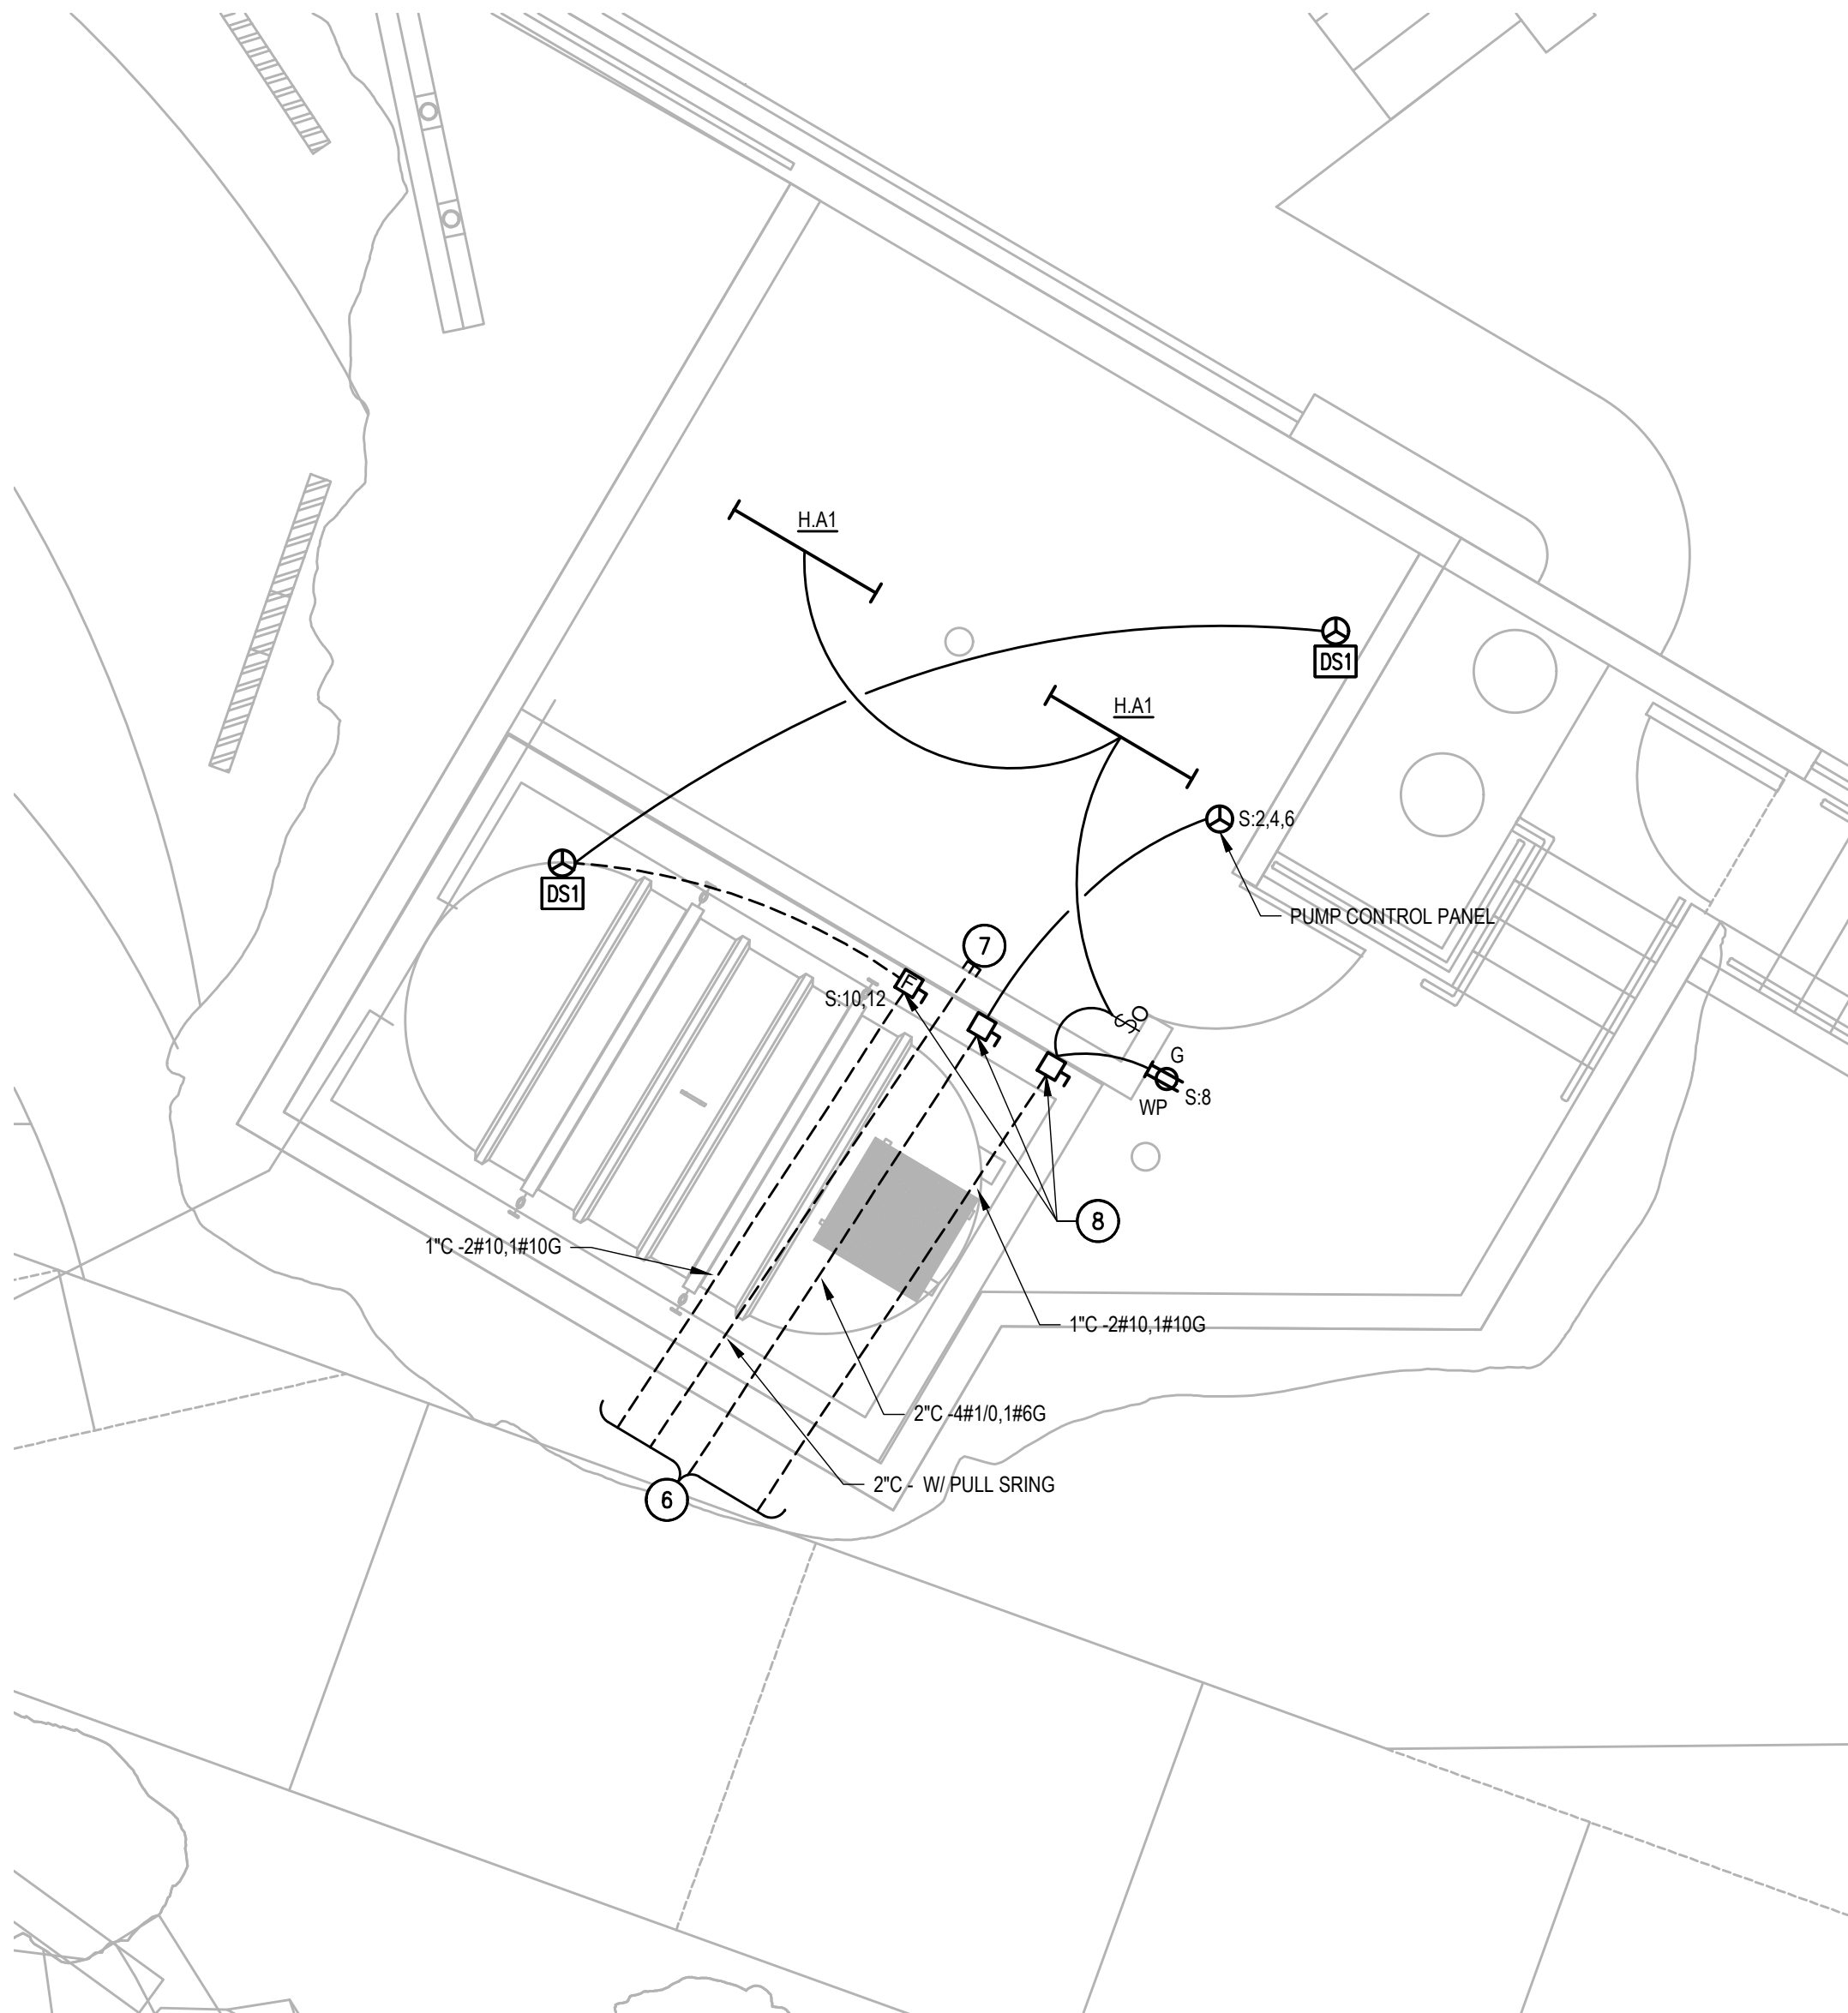 H.A1
DS1
H.A1
S:2,4,6
DS1
PUMP CONTROL PANEL
7
F
S:10,12
SO
G
S:8
WP
8
1"C -2#10,1#10G
1"C -2#10,1#10G
2"C -4#1/0,1#6G
2"C - W/ PULL SRING
6